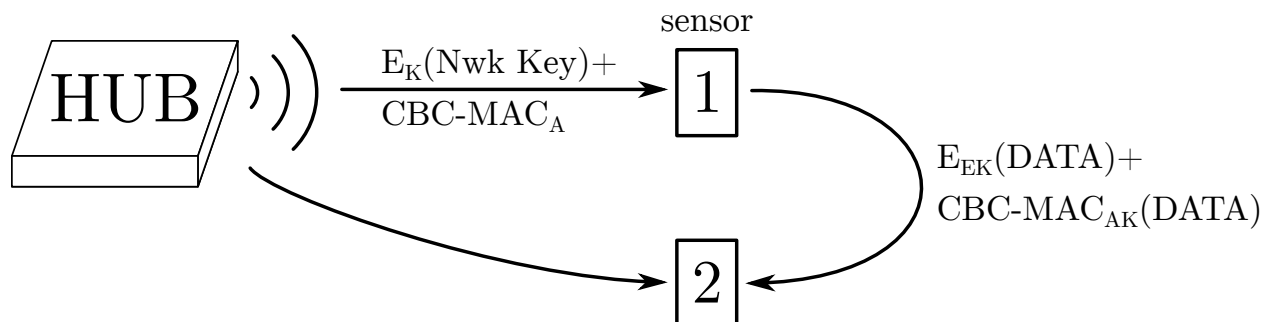 sensor
HUB
E_K(Nwk Key)+
CBC-MAC_A
1
E_EK(DATA)+
CBC-MAC_AK(DATA)
2